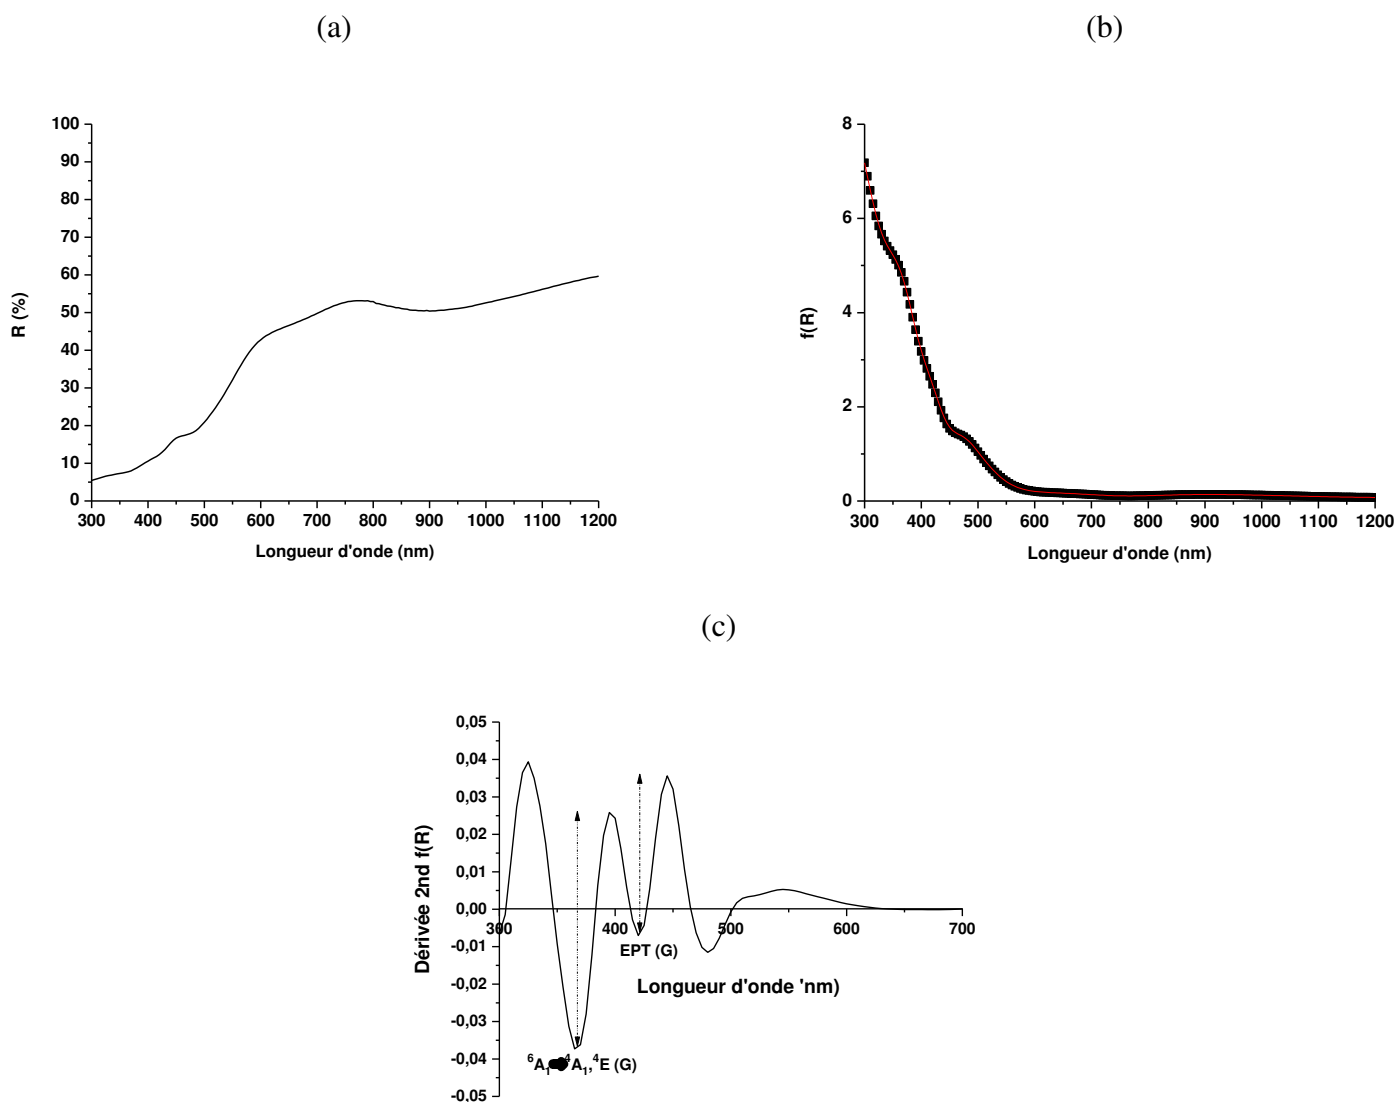 (a)
(b)
100
90
80
70
60
50
40
30
20
10
0
R (%)
300 400 500 600 700 800 900 1000 1100 1200
Longueur d'onde (nm)
8
6
4
2
0
f(R)
300 400 500 600 700 800 900 1000 1100 1200
Longueur d'onde (nm)
(c)
0,05
0,04
0,03
0,02
0,01
0,00
-0,01
-0,02
-0,03
-0,04
-0,05
Dérivée 2nd f(R)
300 400 500 600 700
EPT (G)
Longueur d'onde 'nm)
⁶A₁ ⁴A₁,⁴E (G)